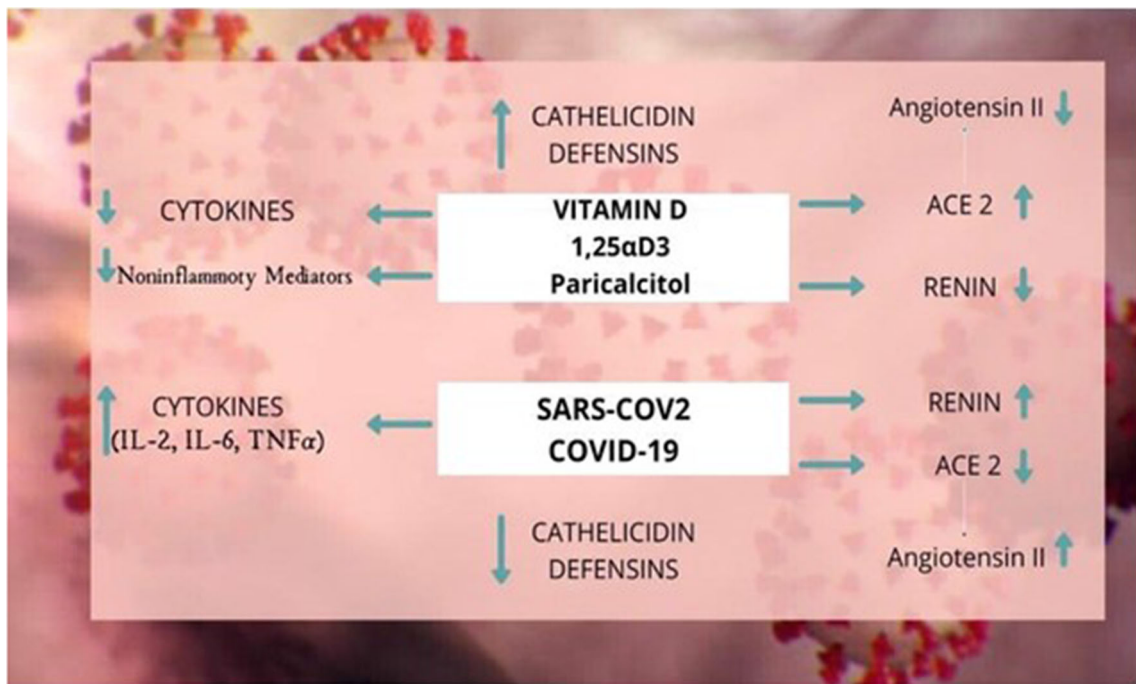 CATHELICIDIN
DEFENSINS
Angiotensin II
CYTOKINES
Noninflammoty Mediators
VITAMIN D
1,25αD3
Paricalcitol
ACE 2
RENIN
CYTOKINES
(IL-2, IL-6, TNFα)
SARS-COV2
COVID-19
RENIN
ACE 2
CATHELICIDIN
DEFENSINS
Angiotensin II